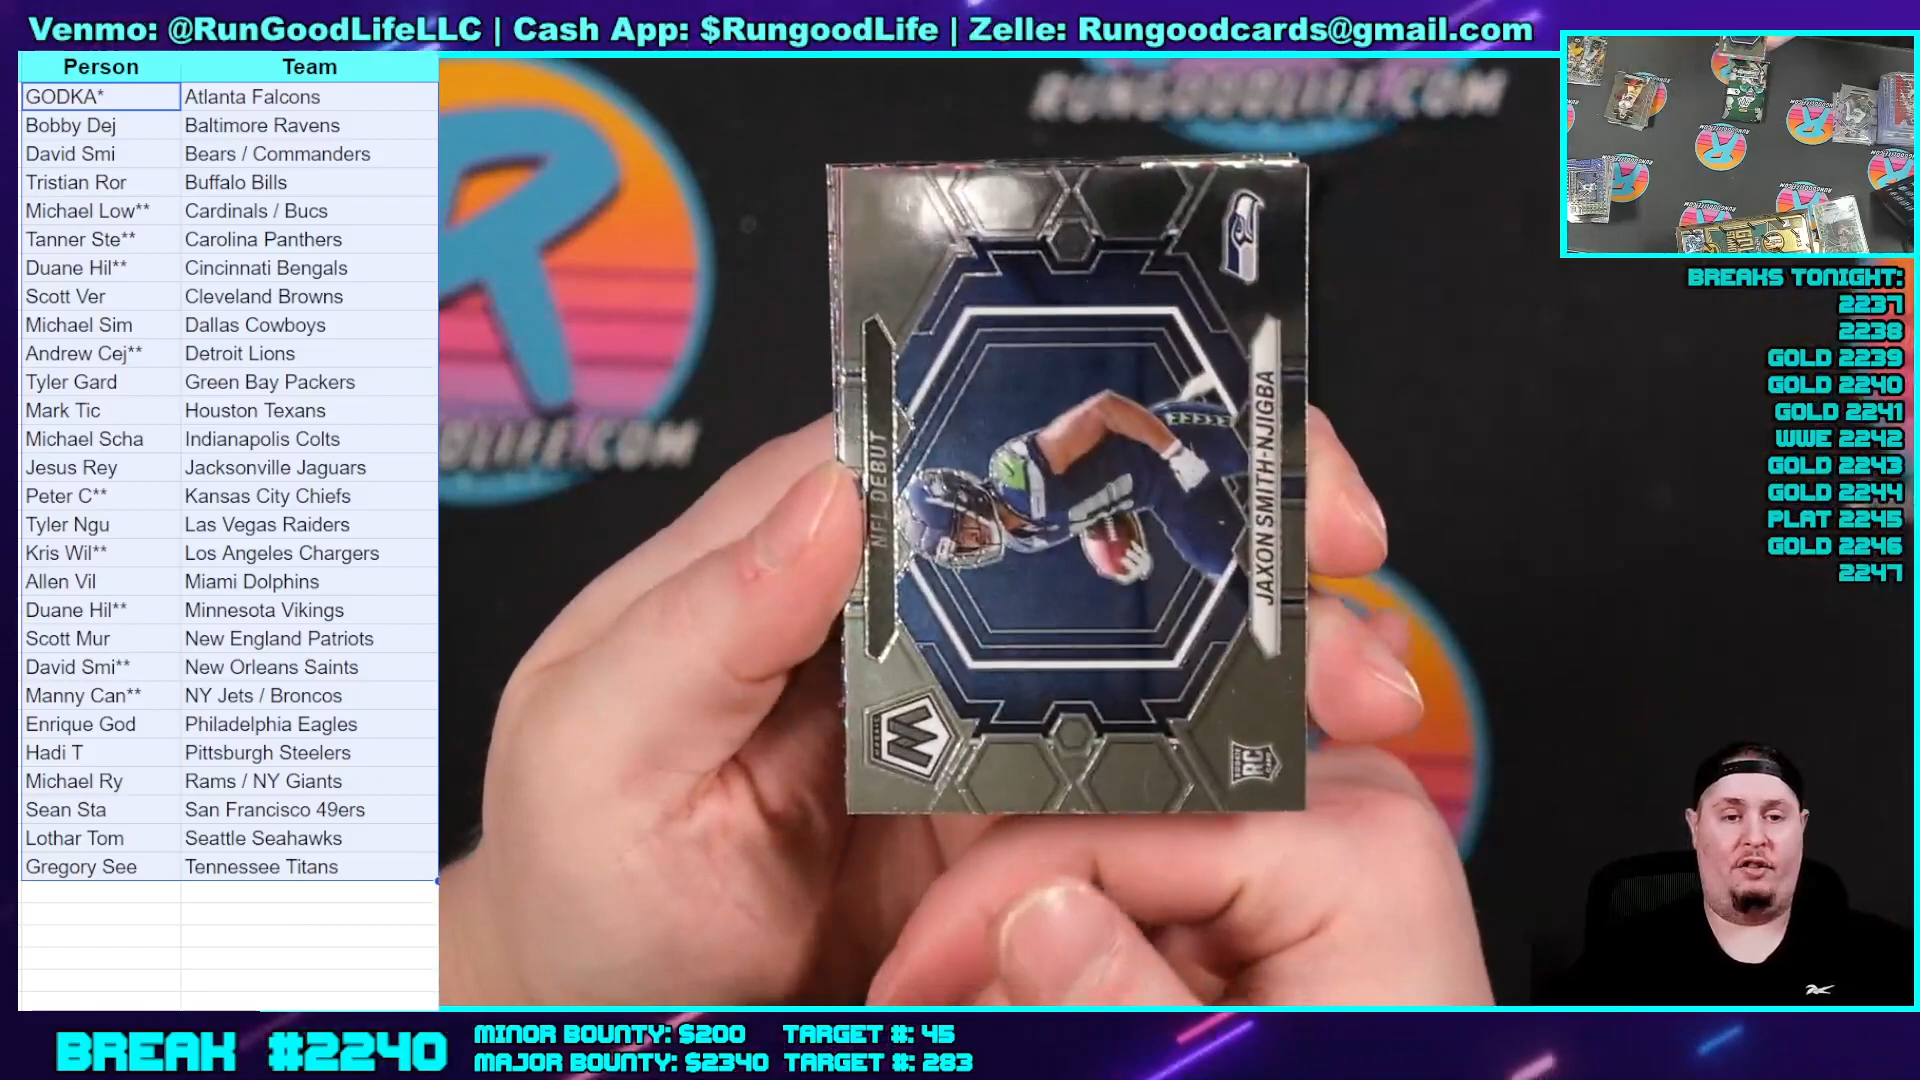 Venmo: @RunGoodLifeLLC | Cash App: $RungoodLife | Zelle: Rungoodcards@gmail.com
Person Team
GODKA* Atlanta Falcons
Bobby Dej Baltimore Ravens
David Smi Bears / Commanders
Tristian Ror Buffalo Bills
Michael Low** Cardinals / Bucs
Tanner Ste** Carolina Panthers
Duane Hil** Cincinnati Bengals
Scott Ver Cleveland Browns
Michael Sim Dallas Cowboys
Andrew Cej** Detroit Lions
Tyler Gard Green Bay Packers
Mark Tic Houston Texans
Michael Scha Indianapolis Colts
Jesus Rey Jacksonville Jaguars
Peter C** Kansas City Chiefs
Tyler Ngu Las Vegas Raiders
Kris Wil** Los Angeles Chargers
Allen Vil Miami Dolphins
Duane Hil** Minnesota Vikings
Scott Mur New England Patriots
David Smi** New Orleans Saints
Manny Can** NY Jets / Broncos
Enrique God Philadelphia Eagles
Hadi T Pittsburgh Steelers
Michael Ry Rams / NY Giants
Sean Sta San Francisco 49ers
Lothar Tom Seattle Seahawks
Gregory See Tennessee Titans
RUNGOODLIFE.COM
R
ODLIFE.COM
NFL DEBUT
JAXON SMITH-NJIGBA
MOSAIC
RC
BREAKS TONIGHT:
2237
2238
GOLD 2239
GOLD 2240
GOLD 2241
WWE 2242
GOLD 2243
GOLD 2244
PLAT 2245
GOLD 2246
2247
BREAK #2240
MINOR BOUNTY: $200 TARGET #: 45
MAJOR BOUNTY: $2340 TARGET #: 283